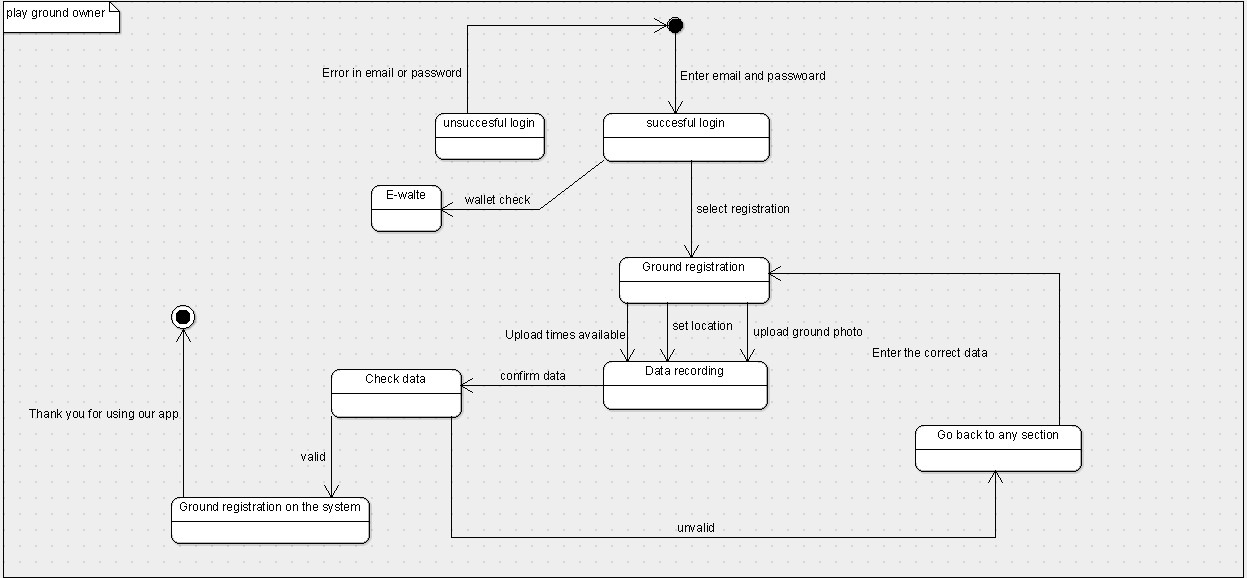 play ground owner
Error in email or password
Enter email and passwoard
unsuccesful login
succesful login
E-walte
wallet check
select registration
Ground registration
Upload times available
set location
upload ground photo
Enter the correct data
Check data
confirm data
Data recording
Thank you for using our app
Go back to any section
valid
Ground registration on the system
unvalid